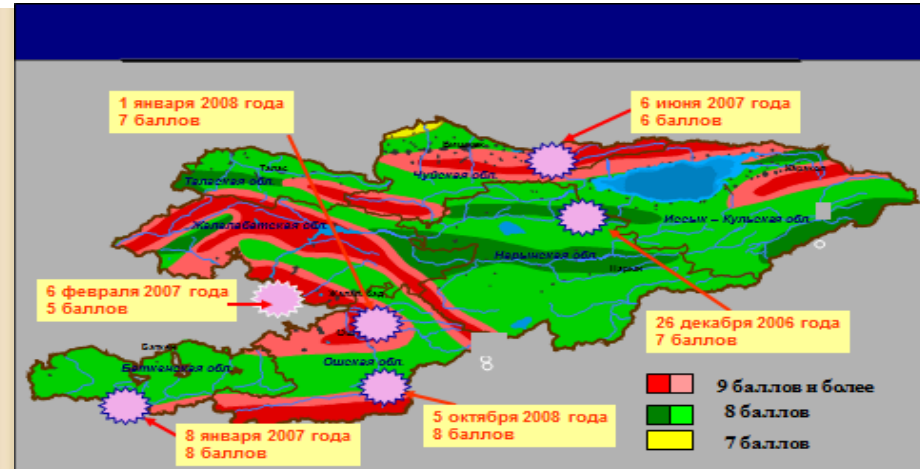 1 января 2008 года
7 баллов
6 июня 2007 года
6 баллов
Чуйская обл.
Талас
Таласская обл.
Жалалабатская обл.
Иссык – Кульская обл.
Нарынская обл.
Нарын
6 февраля 2007 года
5 баллов
26 декабря 2006 года
7 баллов
Баткенская обл.
Ошская обл.
9 баллов и более
8 баллов
7 баллов
5 октября 2008 года
8 баллов
8 января 2007 года
8 баллов